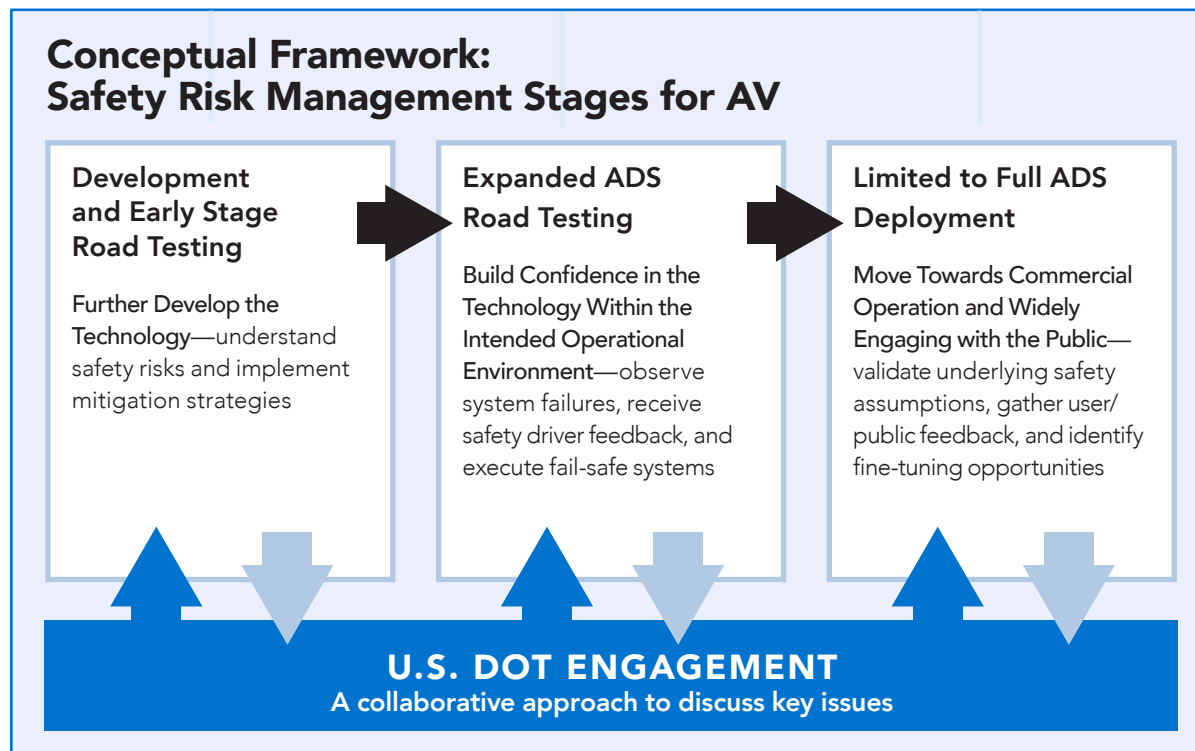 Conceptual Framework:
Safety Risk Management Stages for AV
Development
and Early Stage
Road Testing
Further Develop the
Technology—understand
safety risks and implement
mitigation strategies
Expanded ADS
Road Testing
Build Confidence in the
Technology Within the
Intended Operational
Environment—observe
system failures, receive
safety driver feedback, and
execute fail-safe systems
Limited to Full ADS
Deployment
Move Towards Commercial
Operation and Widely
Engaging with the Public—
validate underlying safety
assumptions, gather user/
public feedback, and identify
fine-tuning opportunities
U.S. DOT ENGAGEMENT
A collaborative approach to discuss key issues